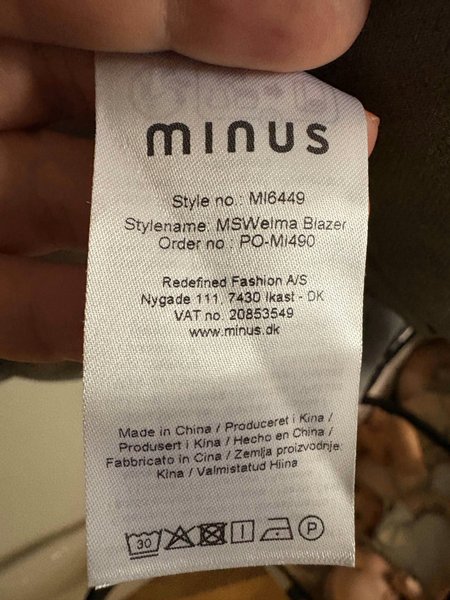 minus
Style no.: MI6449
Stylename: MSWelma Blazer
Order no : PO-MI490
Redefined Fashion A/S
Nygade 111, 7430 Ikast - DK
VAT no. 20853549
www.minus.dk
Made in China / Produceret i Kina /
Produsert i Kina / Hecho en China /
Fabbricato in Cina / Zemlja proizvodnje:
Kina / Valmistatud Hiina
30 P